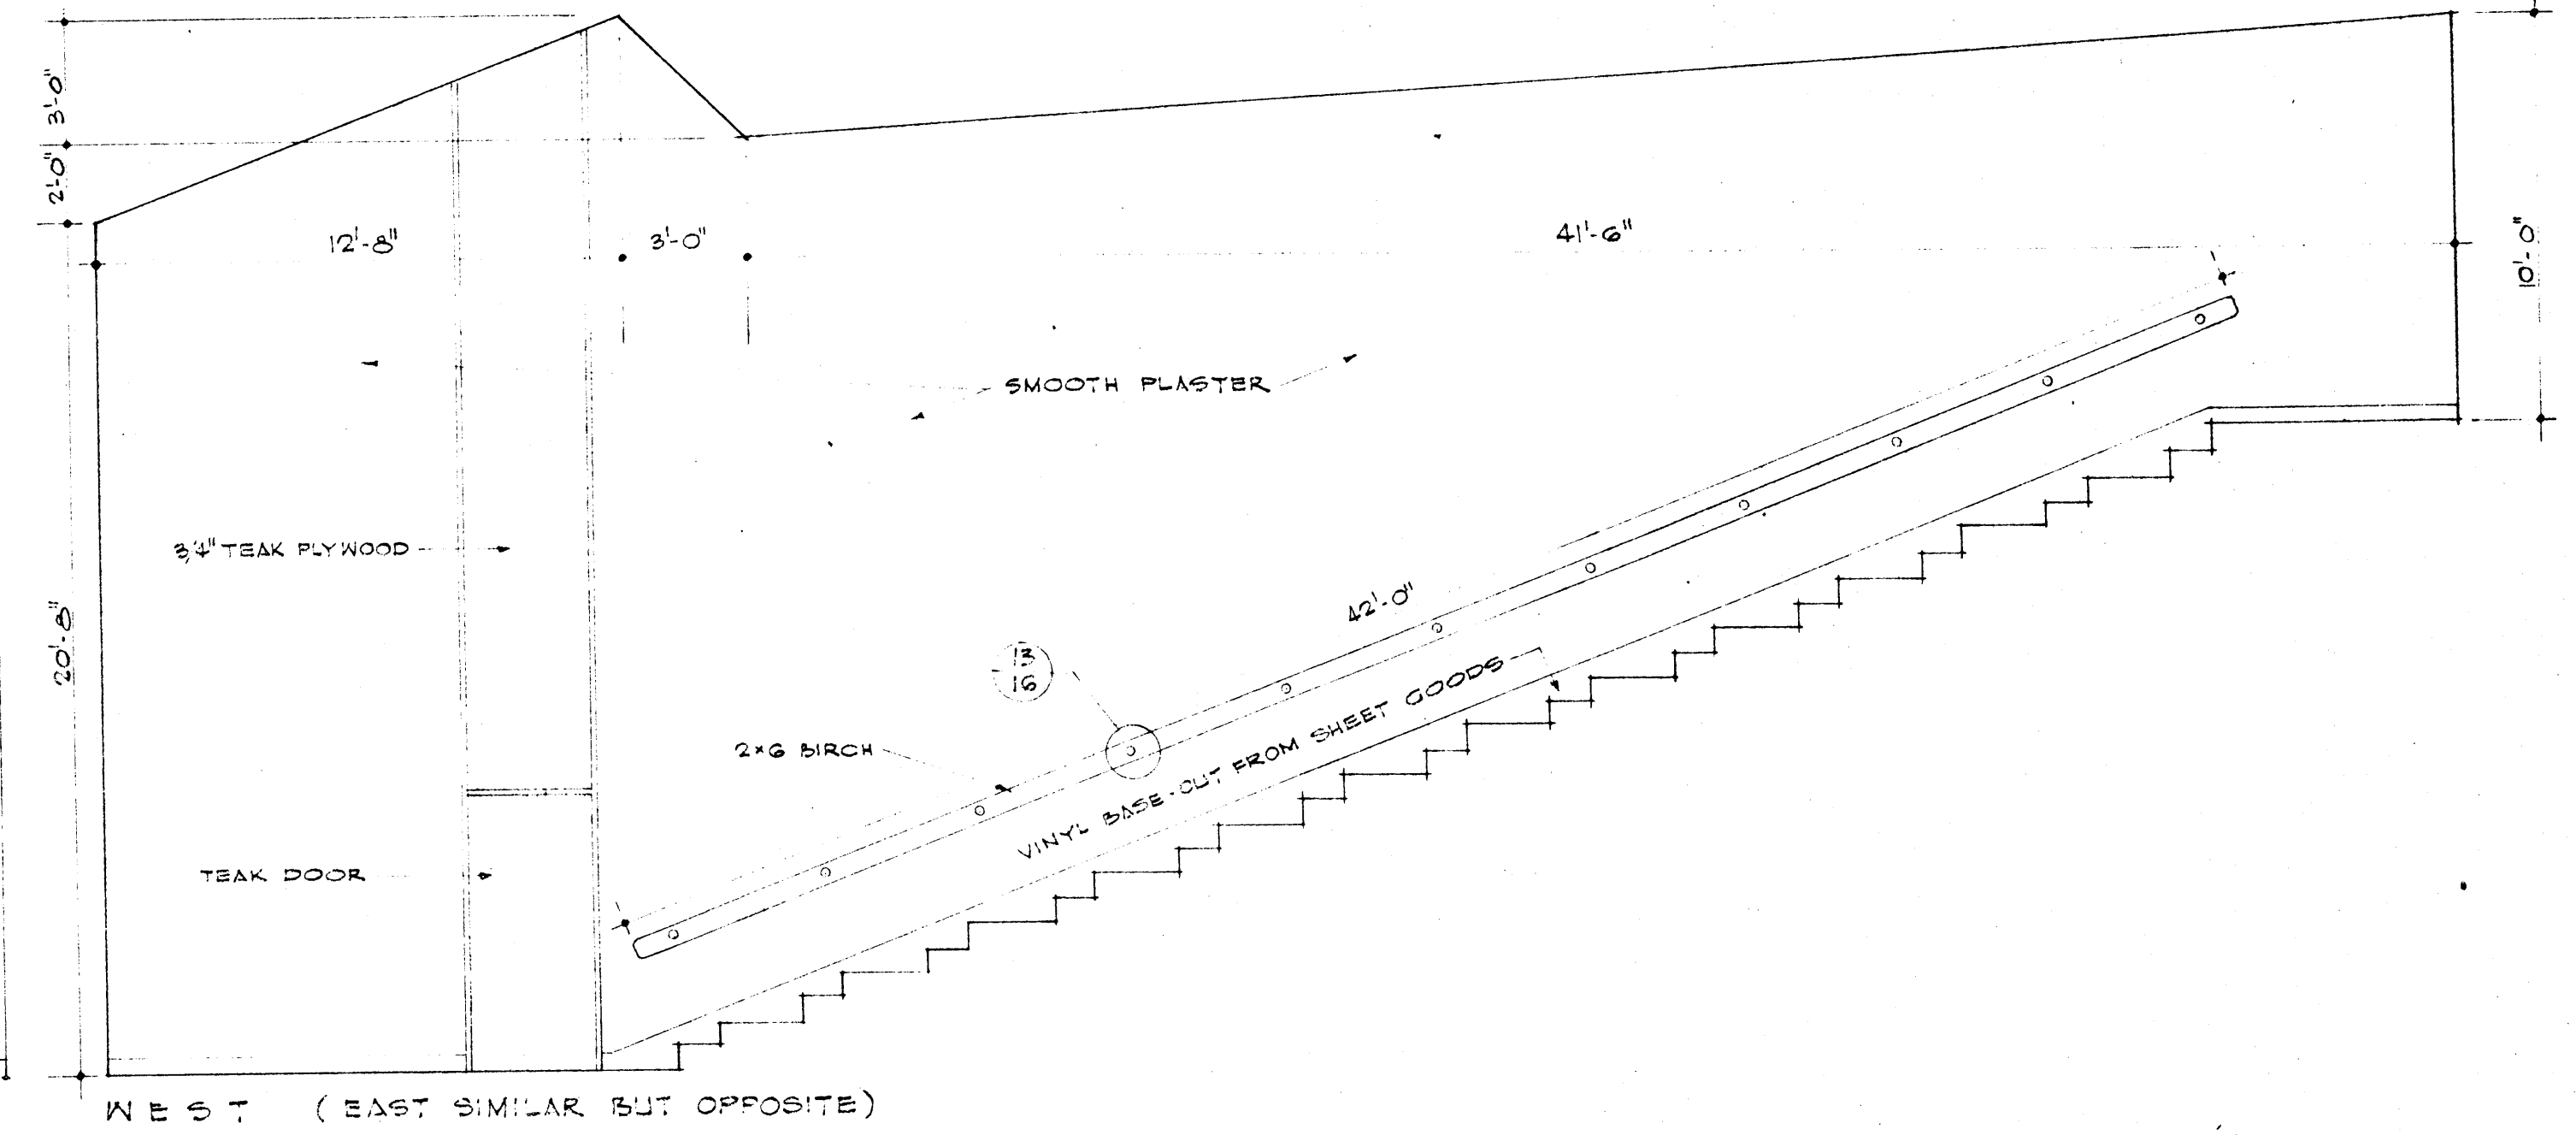 3'-0"
2'-0"
12'-8"
3'-0"
41'-6"
10'-0"
SMOOTH PLASTER
3/4" TEAK PLYWOOD
20'-8"
42'-0"
13
16
2×6 BIRCH
VINYL BASE-CUT FROM SHEET GOODS
TEAK DOOR
WEST (EAST SIMILAR BUT OPPOSITE)